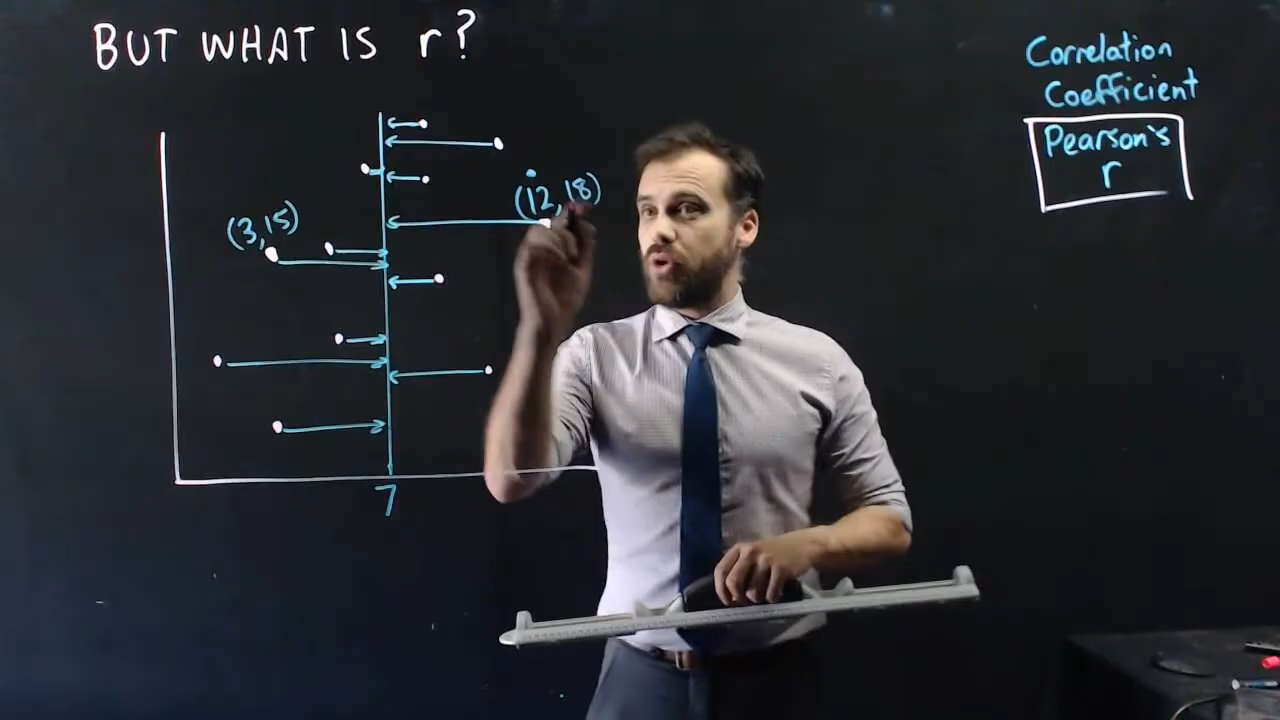 BUT WHAT IS r?
Correlation
Coefficient
Pearson's
r
(12,18)
(3,15)
7